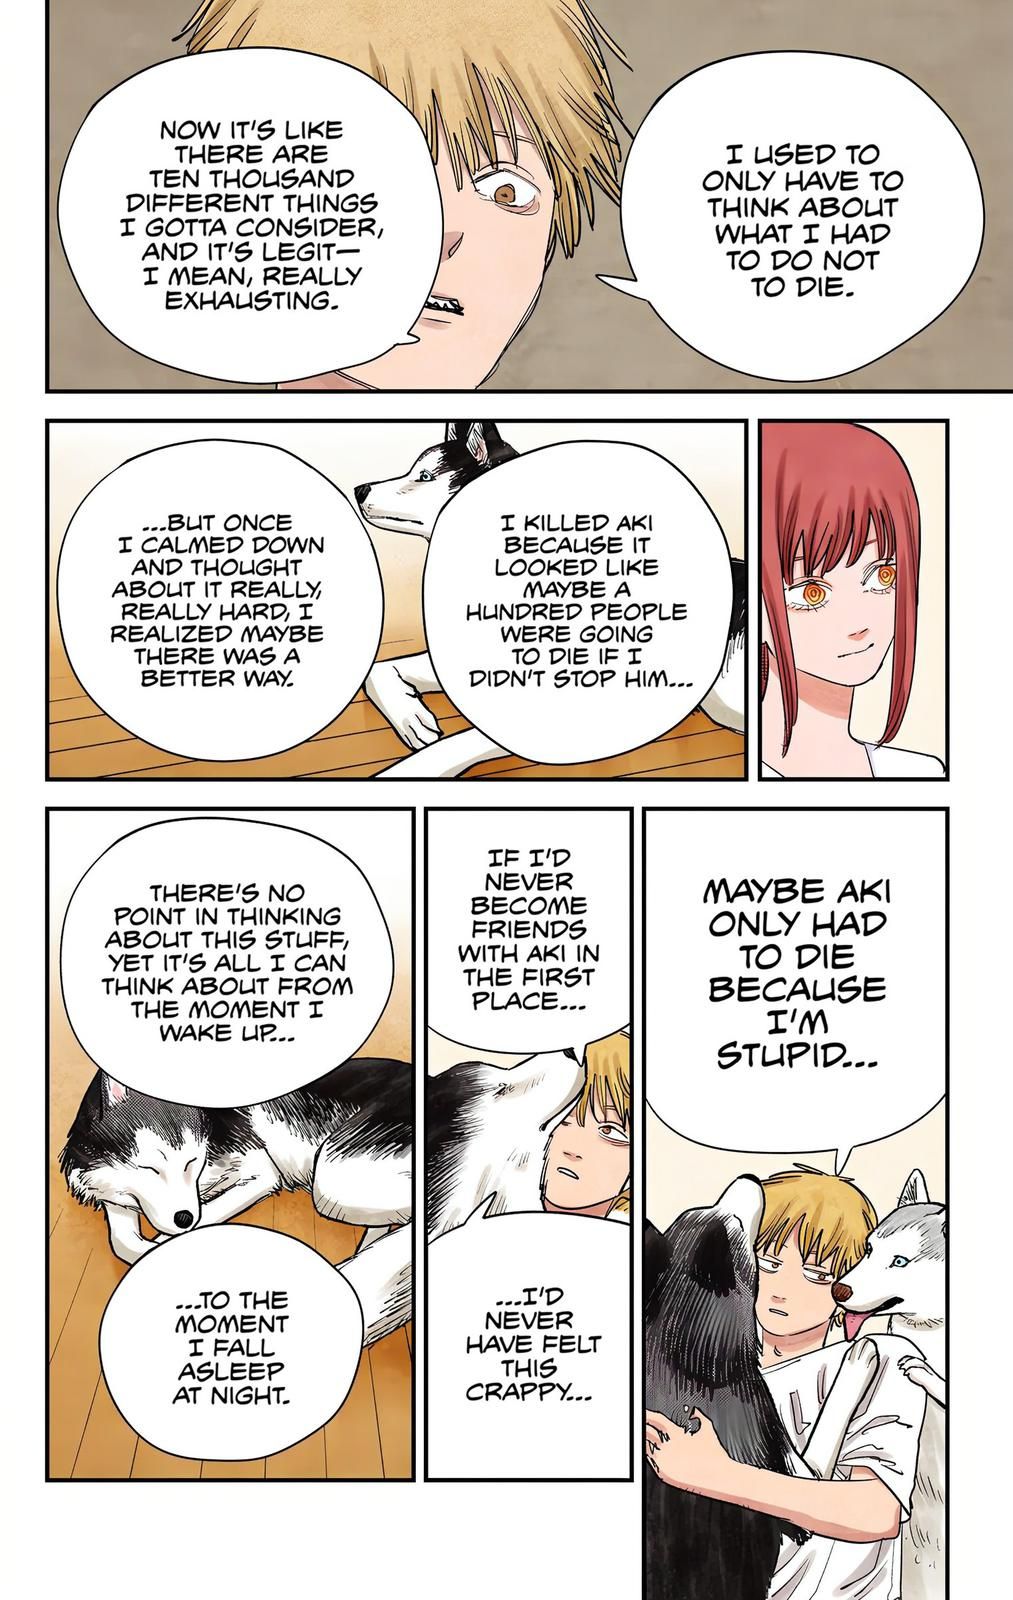 I USED TO
ONLY HAVE TO
THINK ABOUT
WHAT I HAD
TO DO NOT
TO DIE.
NOW IT'S LIKE
THERE ARE
TEN THOUSAND
DIFFERENT THINGS
I GOTTA CONSIDER,
AND IT'S LEGIT—
I MEAN, REALLY
EXHAUSTING.
I KILLED AKI
BECAUSE IT
LOOKED LIKE
MAYBE A
HUNDRED PEOPLE
WERE GOING
TO DIE IF I
DIDN'T STOP HIM...
...BUT ONCE
I CALMED DOWN
AND THOUGHT
ABOUT IT REALLY,
REALLY HARD, I
REALIZED MAYBE
THERE WAS A
BETTER WAY.
MAYBE AKI
ONLY HAD
TO DIE
BECAUSE
I'M
STUPID...
IF I'D
NEVER
BECOME
FRIENDS
WITH AKI IN
THE FIRST
PLACE...
...I'D
NEVER
HAVE FELT
THIS
CRAPPY...
THERE'S NO
POINT IN THINKING
ABOUT THIS STUFF,
YET IT'S ALL I CAN
THINK ABOUT FROM
THE MOMENT I
WAKE UP...
...TO THE
MOMENT
I FALL
ASLEEP
AT NIGHT.